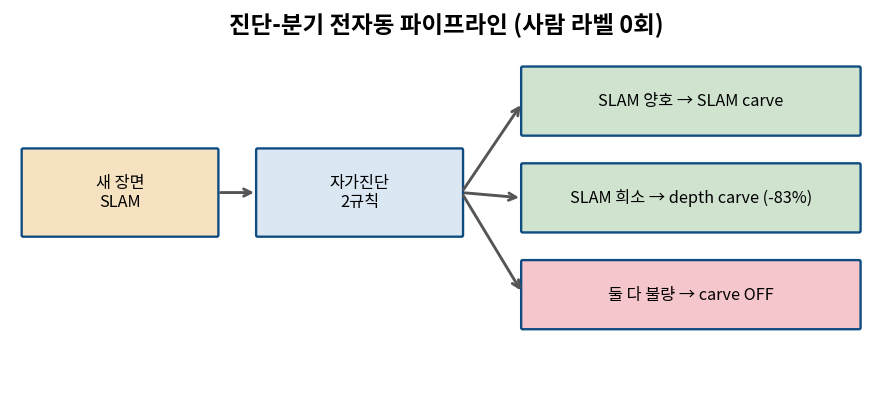 진단-분기 전자동 파이프라인 (사람 라벨 0회)
새 장면
SLAM
자가진단
2규칙
SLAM 양호 → SLAM carve
SLAM 희소 → depth carve (-83%)
둘 다 불량 → carve OFF